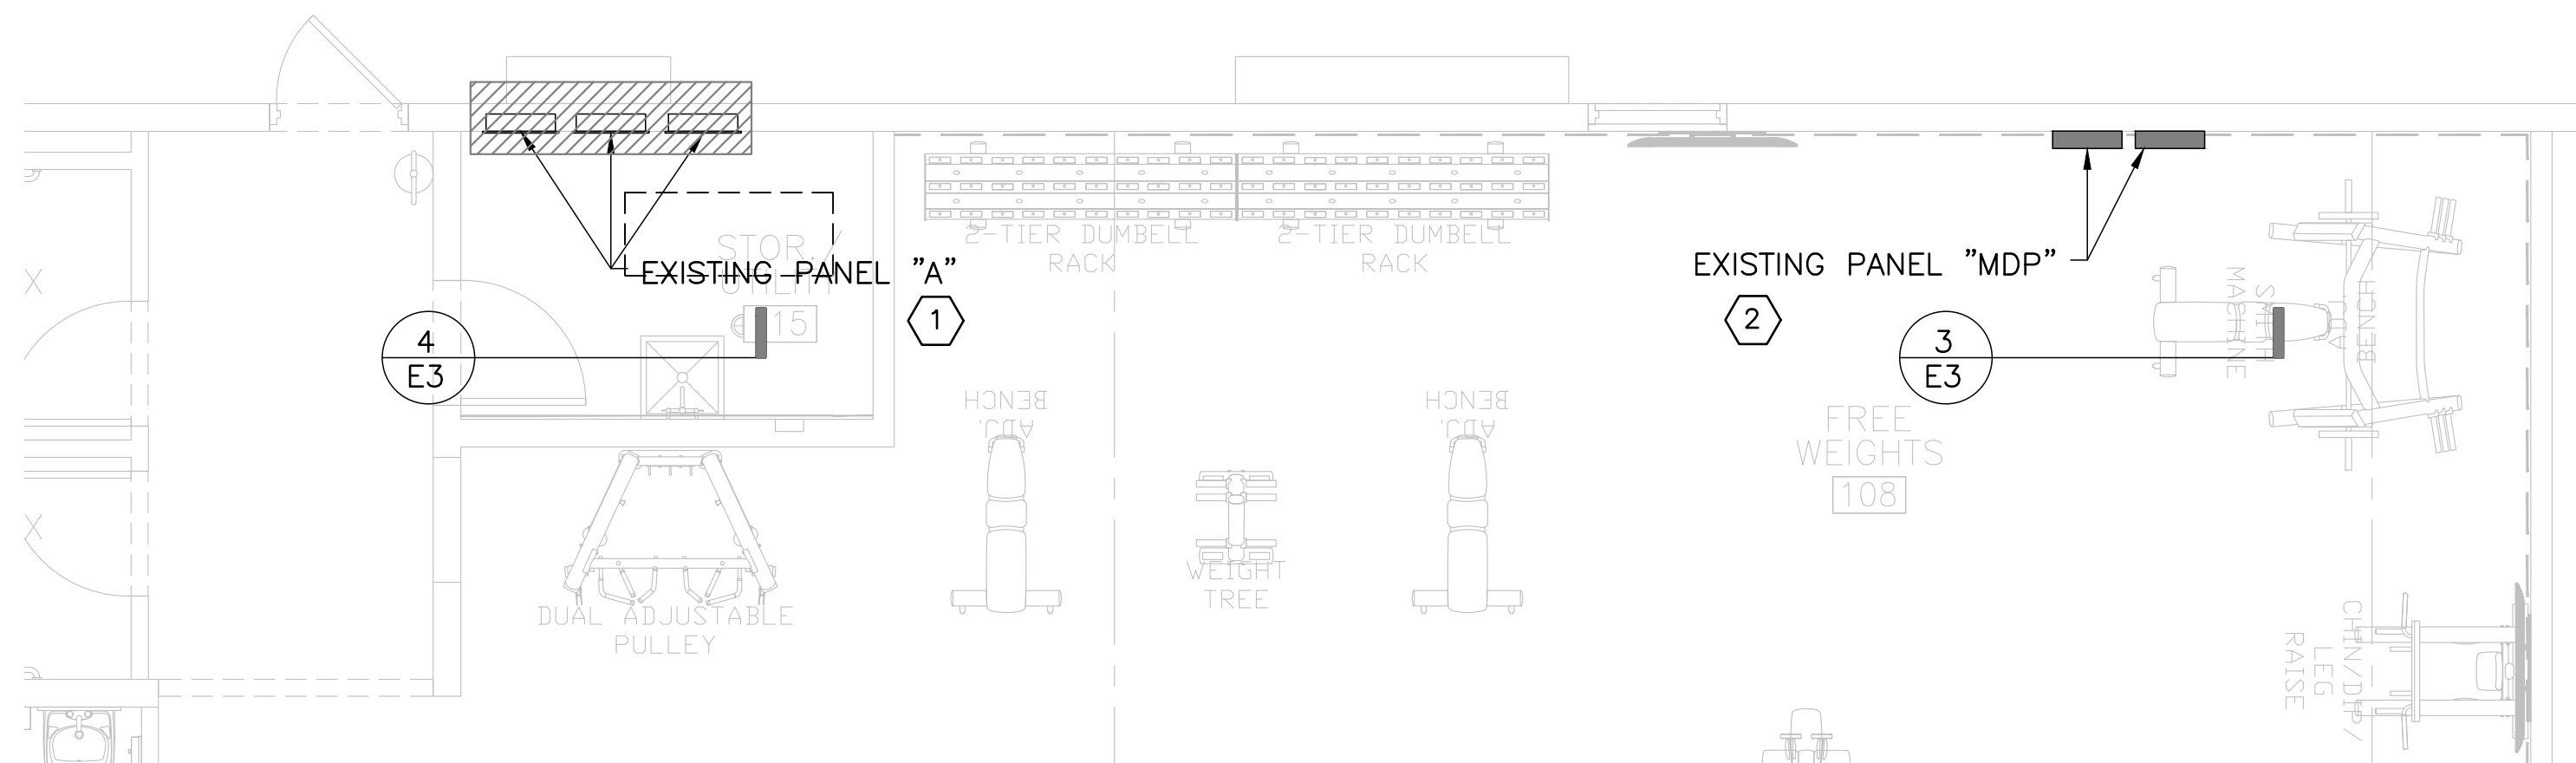 2-TIER DUMBELL
RACK
2-TIER DUMBELL
RACK
STOR./
UTILITY
15
EXISTING PANEL "A"
1
EXISTING PANEL "MDP"
2
4
E3
3
E3
SMITH
MACHINE
BENCH
X
X
ADJ.
BENCH
ADJ.
BENCH
FREE
WEIGHTS
108
WEIGHT
TREE
DUAL ADJUSTABLE
PULLEY
CHIN/DIP/
LEG
RAISE